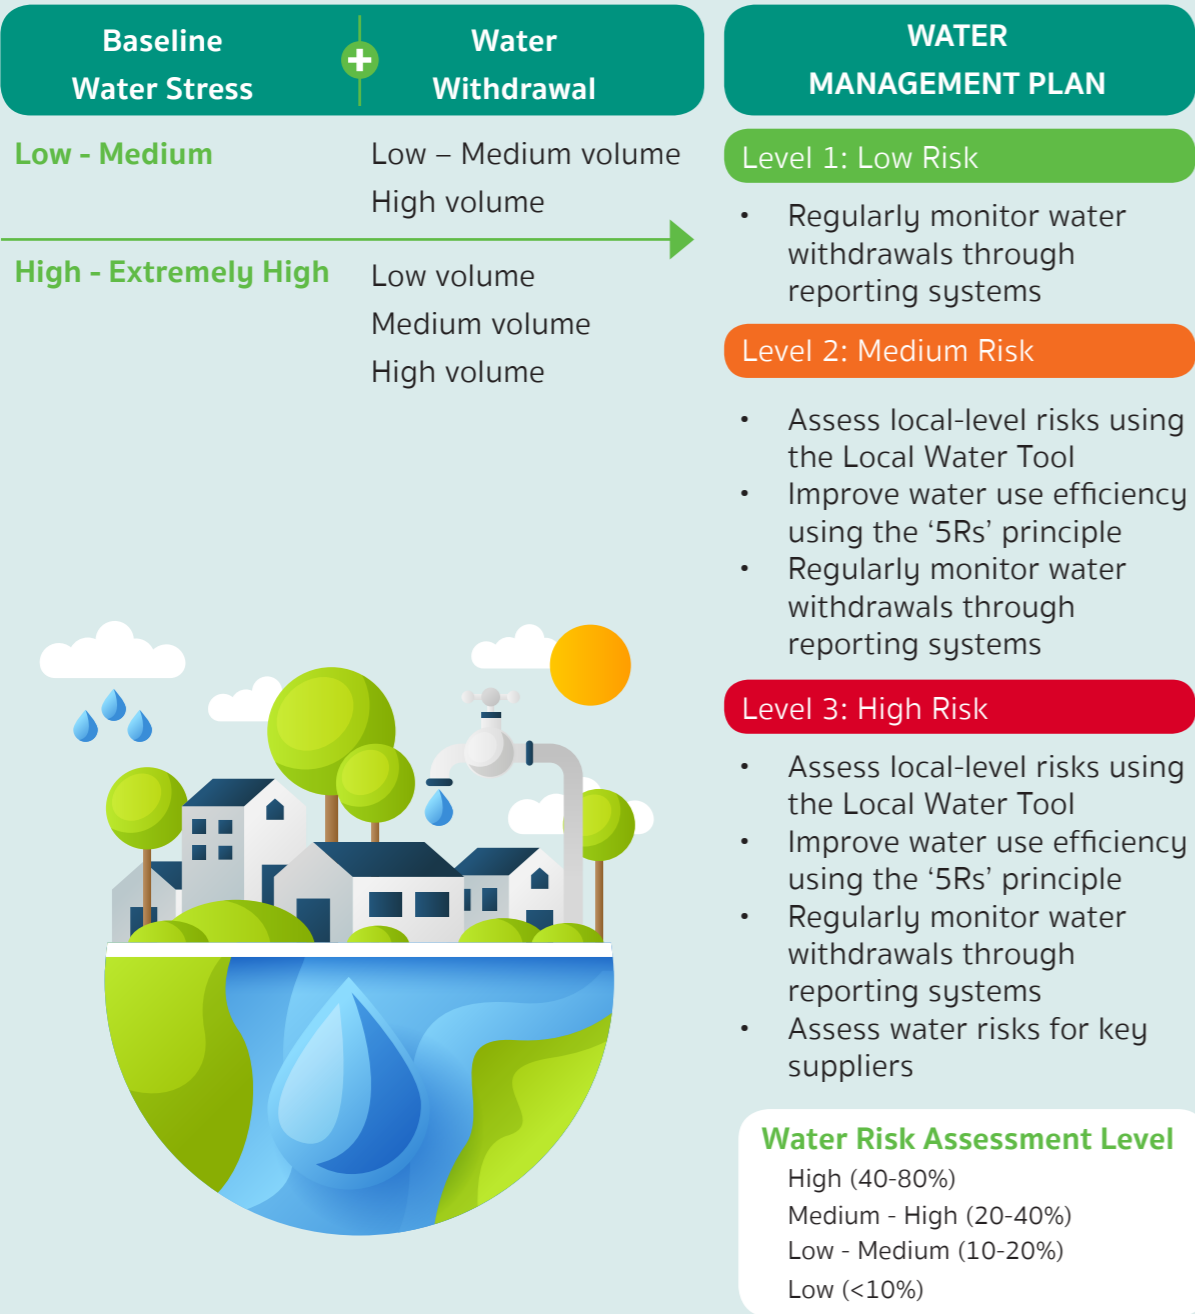 Baseline
Water Stress
Water
Withdrawal
Low - Medium
Low – Medium volume
High volume
High - Extremely High
Low volume
Medium volume
High volume
WATER
MANAGEMENT PLAN
Level 1: Low Risk
• Regularly monitor water
withdrawals through
reporting systems
Level 2: Medium Risk
• Assess local-level risks using
the Local Water Tool
• Improve water use efficiency
using the ‘5Rs’ principle
• Regularly monitor water
withdrawals through
reporting systems
Level 3: High Risk
• Assess local-level risks using
the Local Water Tool
• Improve water use efficiency
using the ‘5Rs’ principle
• Regularly monitor water
withdrawals through
reporting systems
• Assess water risks for key
suppliers
Water Risk Assessment Level
High (40-80%)
Medium - High (20-40%)
Low - Medium (10-20%)
Low (<10%)